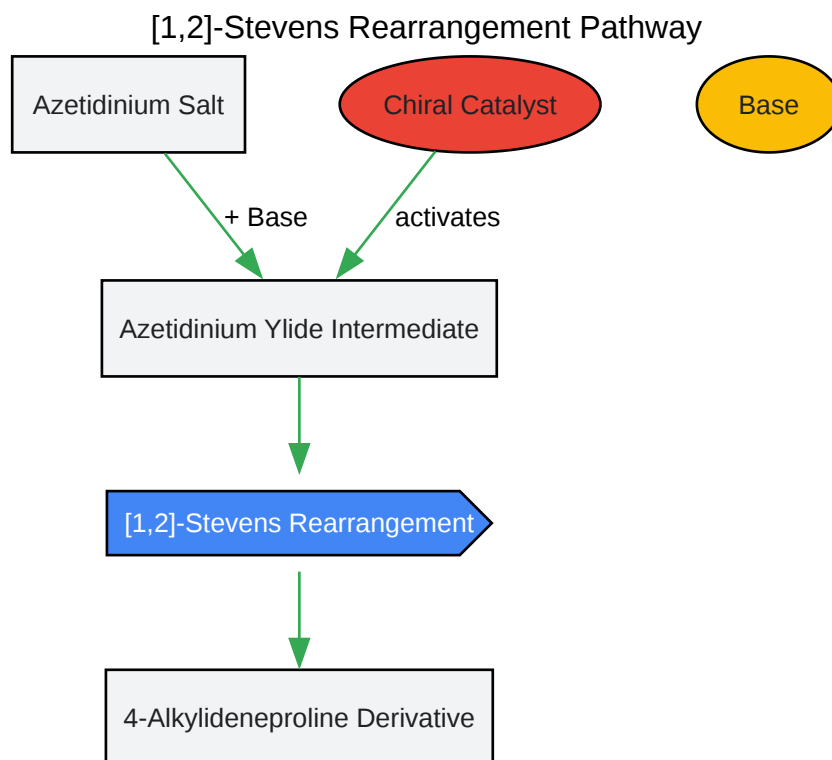 [1,2]-Stevens Rearrangement Pathway
Azetidinium Salt
Chiral Catalyst
Base
+ Base
activates
Azetidinium Ylide Intermediate
[1,2]-Stevens Rearrangement
4-Alkylideneproline Derivative